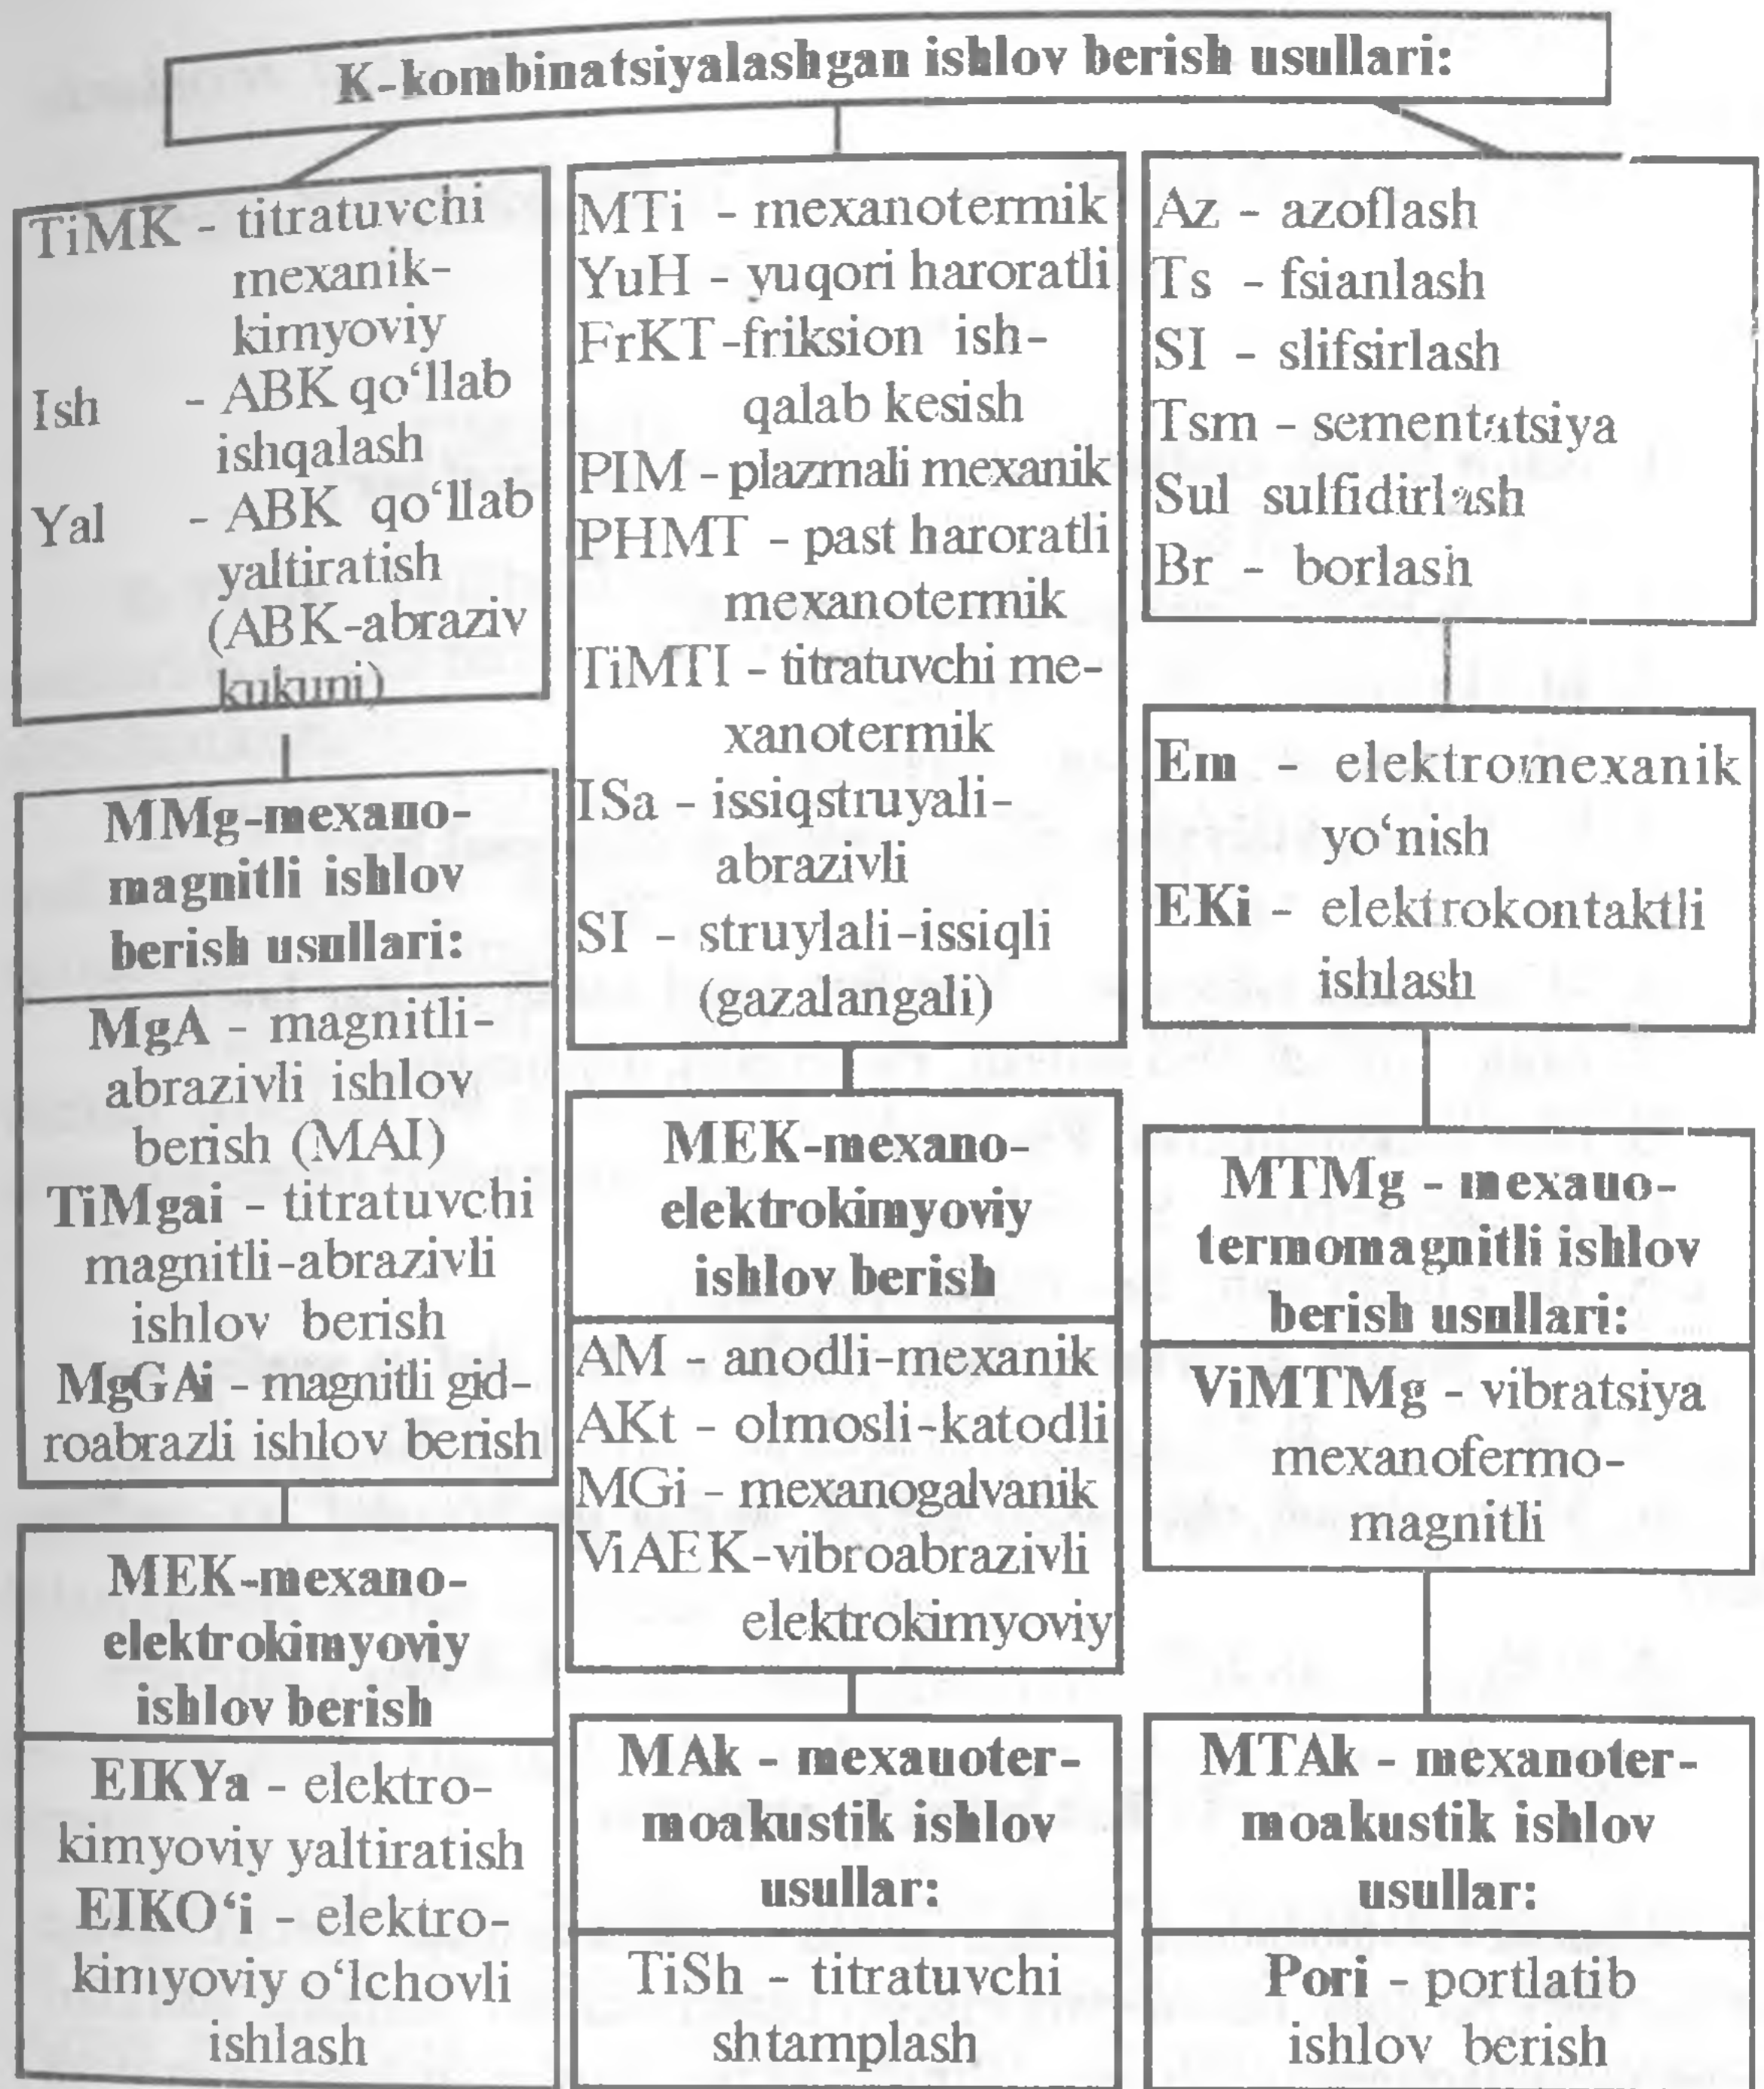 K-kombinatsiyalashgan ishlov berish usullari:
TiMK - titratuvchi
mexanik-
kimyoviy
Ish - ABK qo‘llab
ishqalash
Yal - ABK qo‘llab
yaltiratish
(ABK-abraziv
kukuni)
MMg-mexano-
magnitli ishlov
berish usullari:
MgA - magnitli-
abrazivli ishlov
berish (MAI)
TiMgai - titratuvchi
magnitli-abrazivli
ishlov berish
MgGAi - magnitli gid-
roabrazli ishlov berish
MEK-mexano-
elektrokimyoviy
ishlov berish
EIKYa - elektro-
kimyoviy yaltiratish
EIKO‘i - elektro-
kimyoviy o‘lchovli
ishlash
MTi - mexanotermik
YuH - yuqori haroratli
FrKT-friksion ish-
qalab kesish
PIM - plazmali mexanik
PHMT - past haroratli
mexanotermik
TiMTI - titratuvchi me-
xanotermik
ISa - issiqstruyali-
abrazivli
SI - struylali-issiqli
(gazalangali)
MEK-mexano-
elektrokimyoviy
ishlov berish
AM - anodli-mexanik
AKt - olmosli-katodli
MGi - mexanogalvanik
ViAEK-vibroabrazivli
elektrokimyoviy
MAk - mexauoter-
moakustik ishlov
usullar:
TiSh - titratuvchi
shtamplash
Az - azoflash
Ts - fsianlash
SI - slifsirlash
Tsm - sementatsiya
Sul sulfidirlash
Br - borlash
Em - elektromexanik
yo‘nish
EKi - elektrokontaktli
ishlash
MTMg - mexauo-
termomagnitli ishlov
berish usullari:
ViMTMg - vibratsiya
mexanofermo-
magnitli
MTAk - mexanoter-
moakustik ishlov
usullar:
Pori - portlatib
ishlov berish